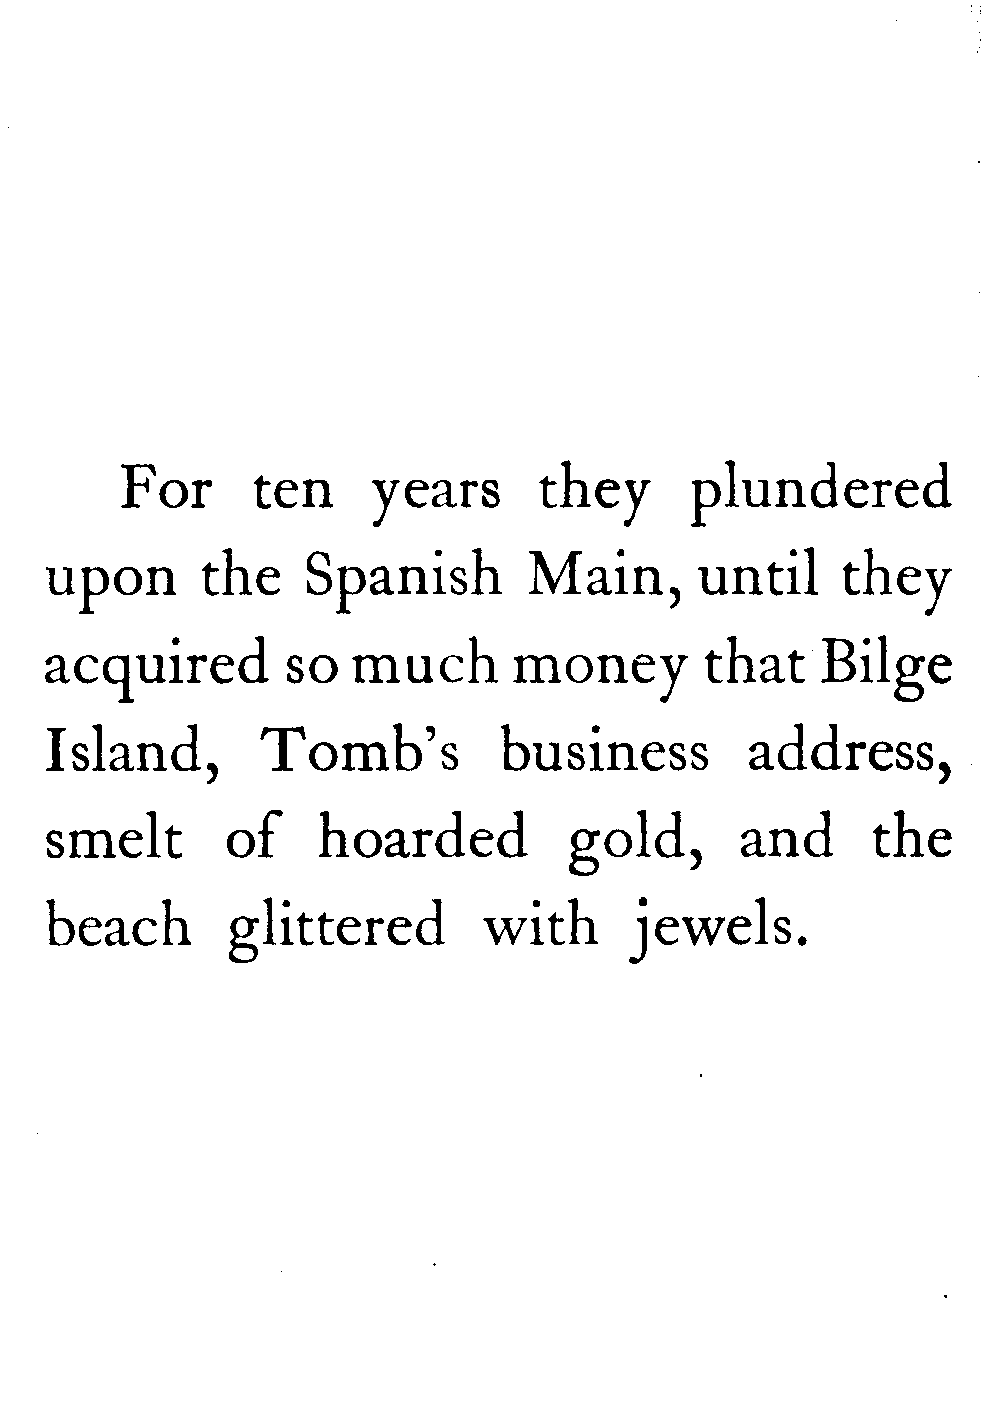 For ten years they plundered
upon the Spanish Main, until they
acquired so much money that Bilge
Island, Tomb's business address,
smelt of hoarded gold, and the
beach glittered with jewels.